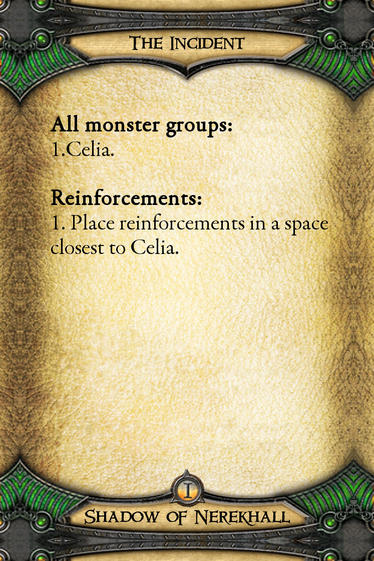 The Incident
All monster groups:
1.Celia.
Reinforcements:
1. Place reinforcements in a space
closest to Celia.
I
Shadow of Nerekhall